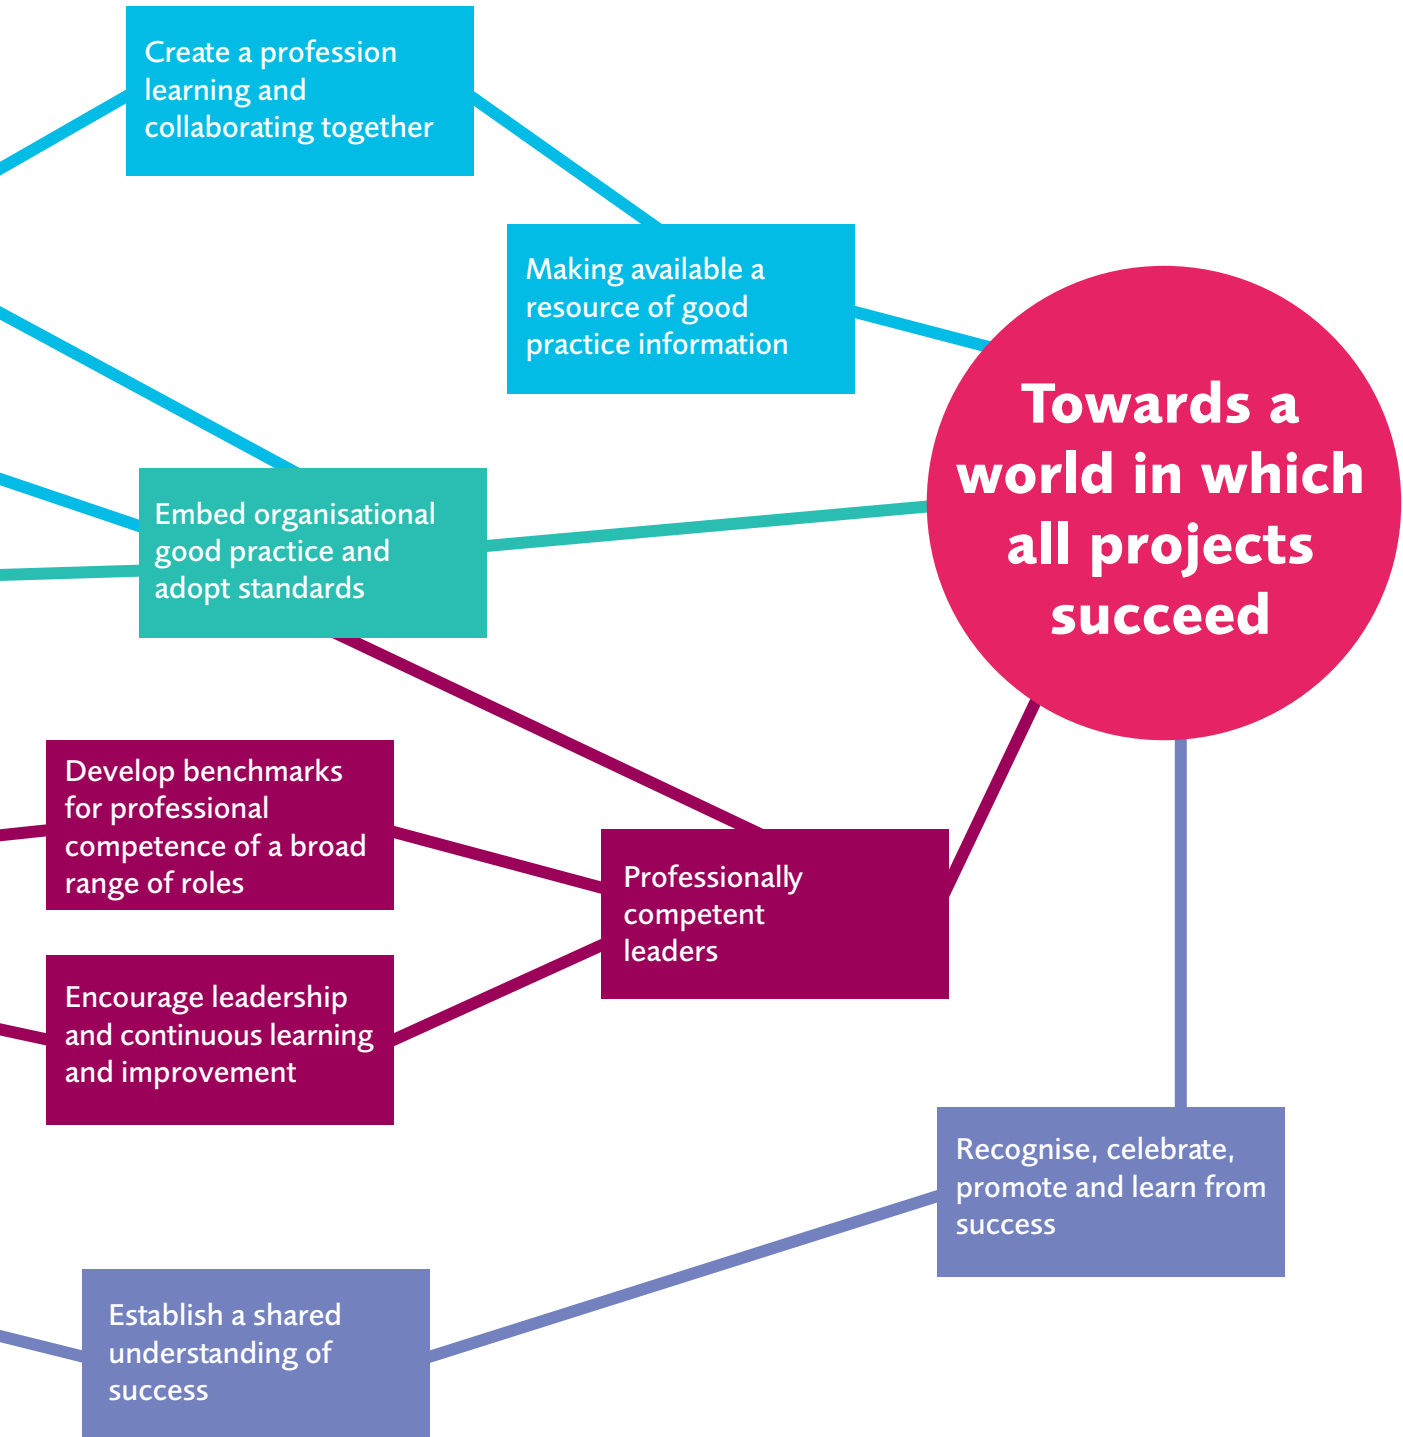 Create a profession
learning and
collaborating together
Making available a
resource of good
practice information
Towards a
world in which
all projects
succeed
Embed organisational
good practice and
adopt standards
Develop benchmarks
for professional
competence of a broad
range of roles
Professionally
competent
leaders
Encourage leadership
and continuous learning
and improvement
Recognise, celebrate,
promote and learn from
success
Establish a shared
understanding of
success